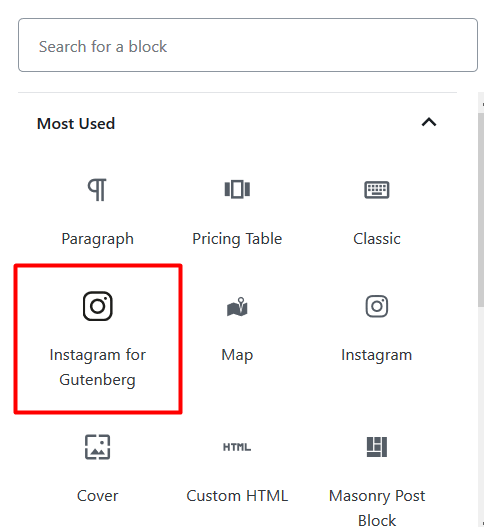 Search for a block
Most Used
Paragraph
Pricing Table
Classic
Instagram for
Gutenberg
Map
Instagram
Cover
HTML
Custom HTML
Masonry Post
Block